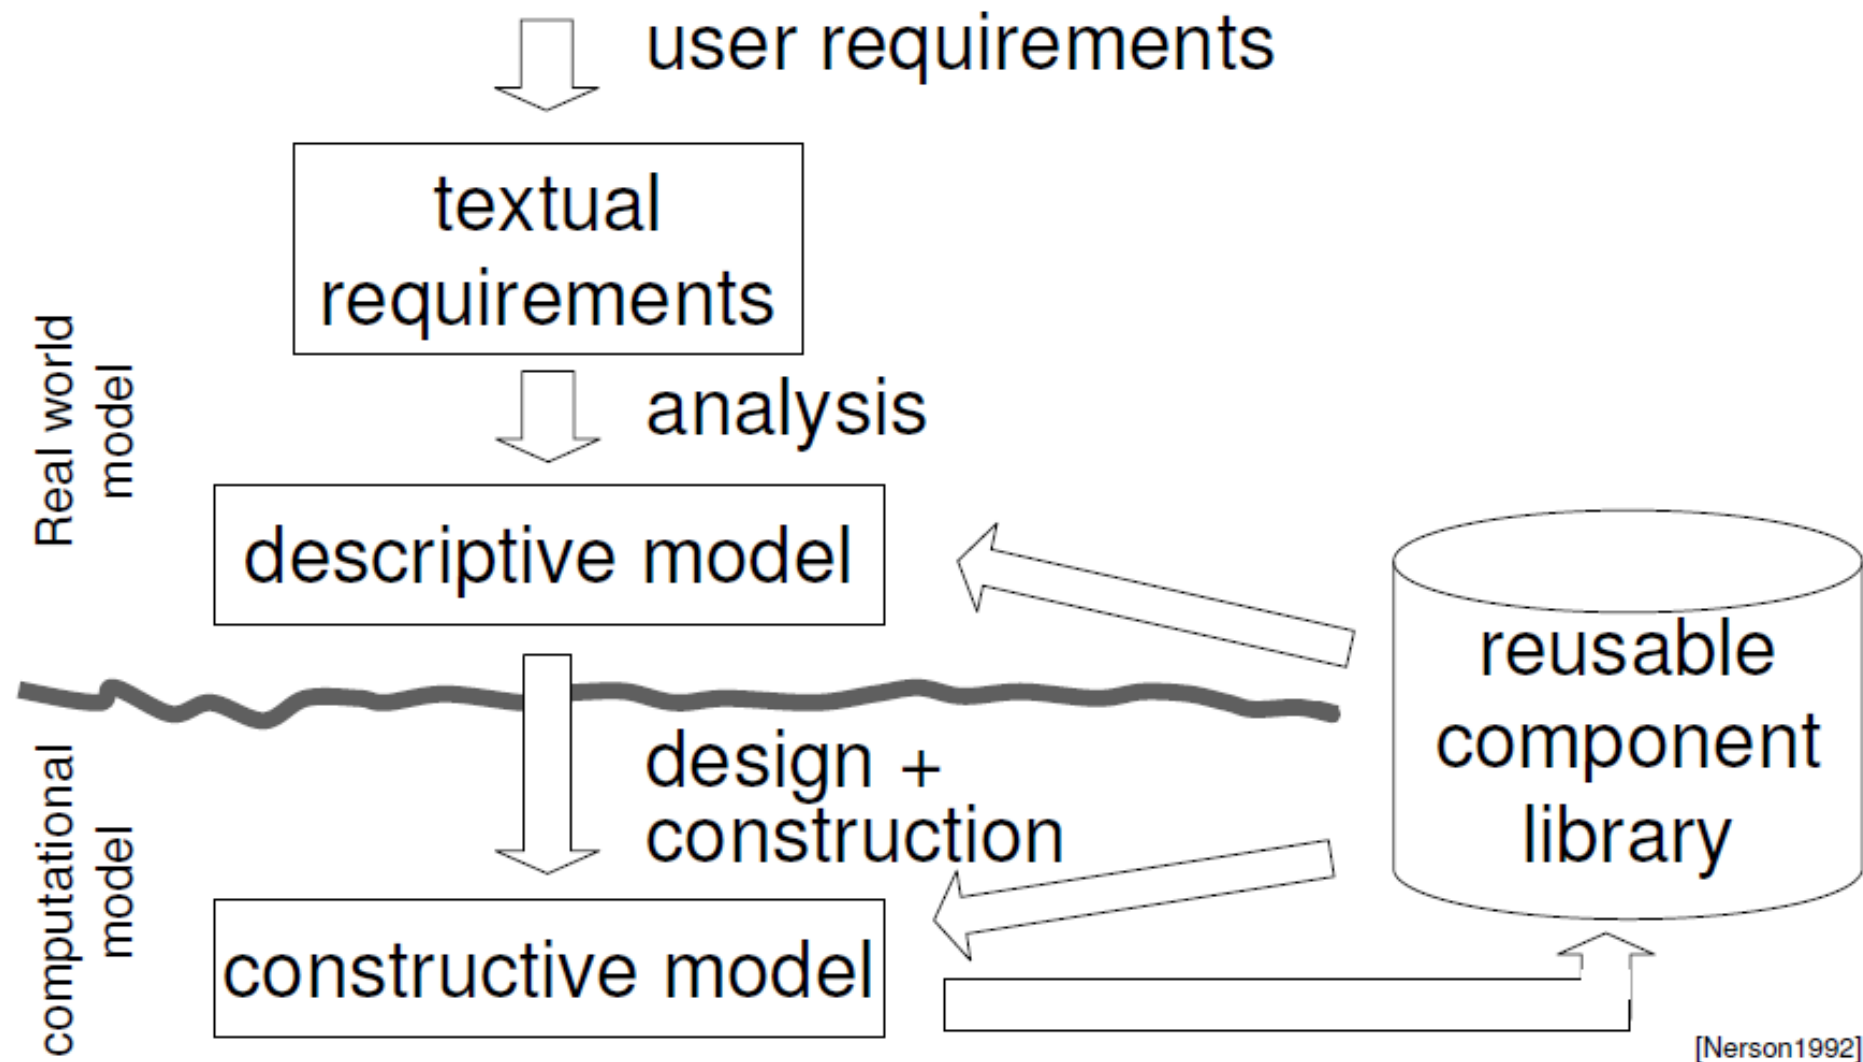 user requirements
textual
requirements
Real world
model
analysis
descriptive model
reusable
component
library
computational
model
design +
construction
constructive model
[Nerson1992]